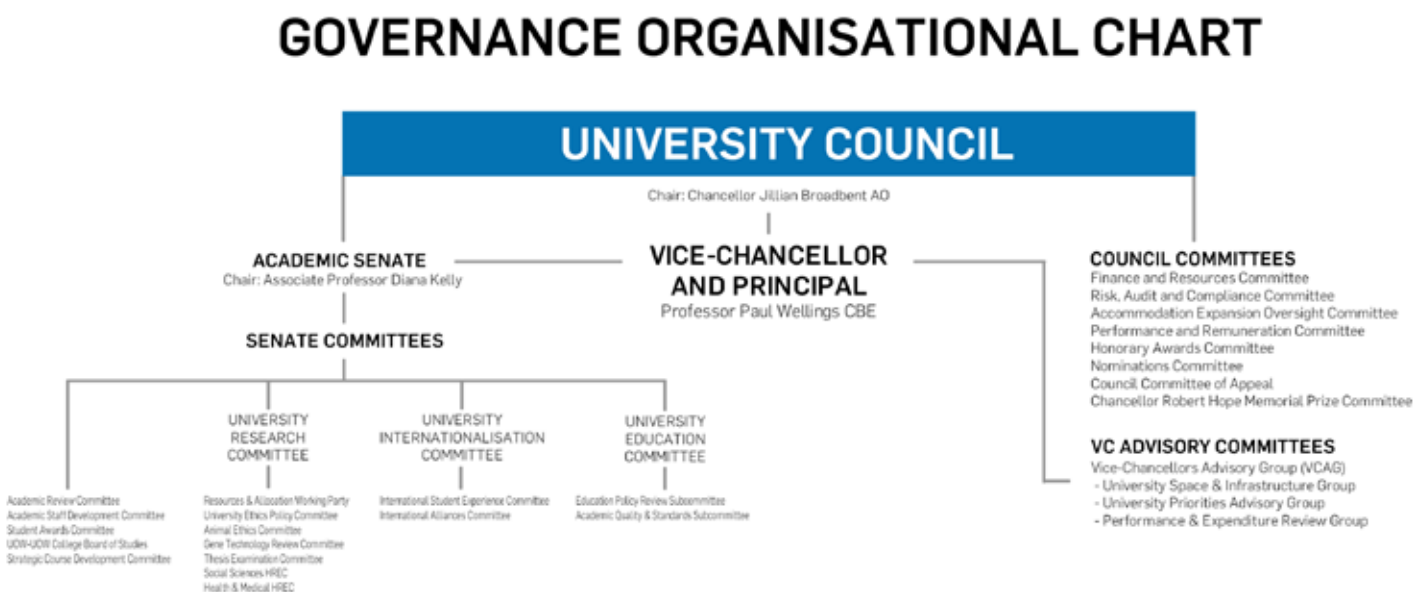 GOVERNANCE ORGANISATIONAL CHART
UNIVERSITY COUNCIL
Chair: Chancellor Jillian Broadbent AO
ACADEMIC SENATE
Chair: Associate Professor Diana Kelly
VICE-CHANCELLOR
AND PRINCIPAL
Professor Paul Wellings CBE
COUNCIL COMMITTEES
Finance and Resources Committee
Risk, Audit and Compliance Committee
Accommodation Expansion Oversight Committee
Performance and Remuneration Committee
Honorary Awards Committee
Nominations Committee
Council Committee of Appeal
Chancellor Robert Hope Memorial Prize Committee
VC ADVISORY COMMITTEES
Vice-Chancellors Advisory Group (VCAG)
- University Space & Infrastructure Group
- University Priorities Advisory Group
- Performance & Expenditure Review Group
SENATE COMMITTEES
Academic Review Committee
Academic Staff Development Committee
Student Awards Committee
UOW-UOW College Board of Studies
Strategic Course Development Committee
UNIVERSITY
RESEARCH
COMMITTEE
Resources & Allocation Working Party
University Ethics Policy Committee
Animal Ethics Committee
Gene Technology Review Committee
Thesis Examination Committee
Social Sciences HREC
Health & Medical HREC
UNIVERSITY
INTERNATIONALISATION
COMMITTEE
International Student Experience Committee
International Alliances Committee
UNIVERSITY
EDUCATION
COMMITTEE
Education Policy Review Subcommittee
Academic Quality & Standards Subcommittee